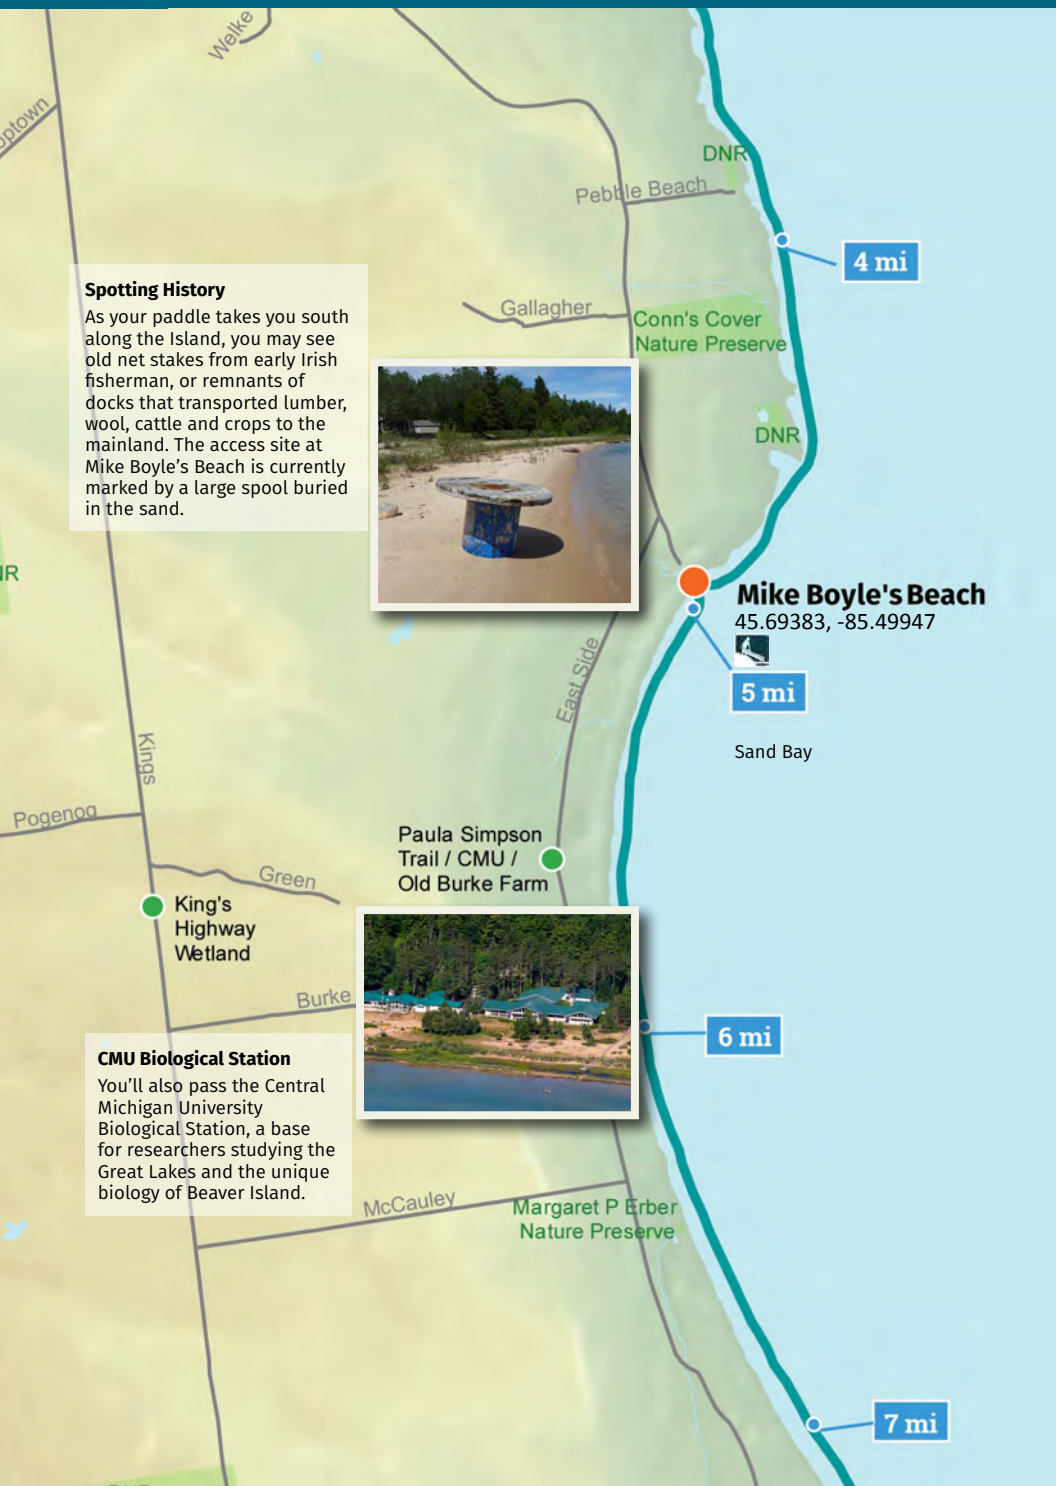 Welke
DNR
Pebble Beach
4 mi
Spotting History
As your paddle takes you south
along the Island, you may see
old net stakes from early Irish
fisherman, or remnants of
docks that transported lumber,
wool, cattle and crops to the
mainland. The access site at
Mike Boyle's Beach is currently
marked by a large spool buried
in the sand.
Gallagher
Conn's Cover
Nature Preserve
DNR
Mike Boyle's Beach
45.69383, -85.49947
5 mi
Sand Bay
East Side
Kings
Pogenog
Paula Simpson
Trail / CMU /
Old Burke Farm
Green
King's
Highway
Wetland
Burke
6 mi
CMU Biological Station
You'll also pass the Central
Michigan University
Biological Station, a base
for researchers studying the
Great Lakes and the unique
biology of Beaver Island.
McCauley
Margaret P Erber
Nature Preserve
7 mi